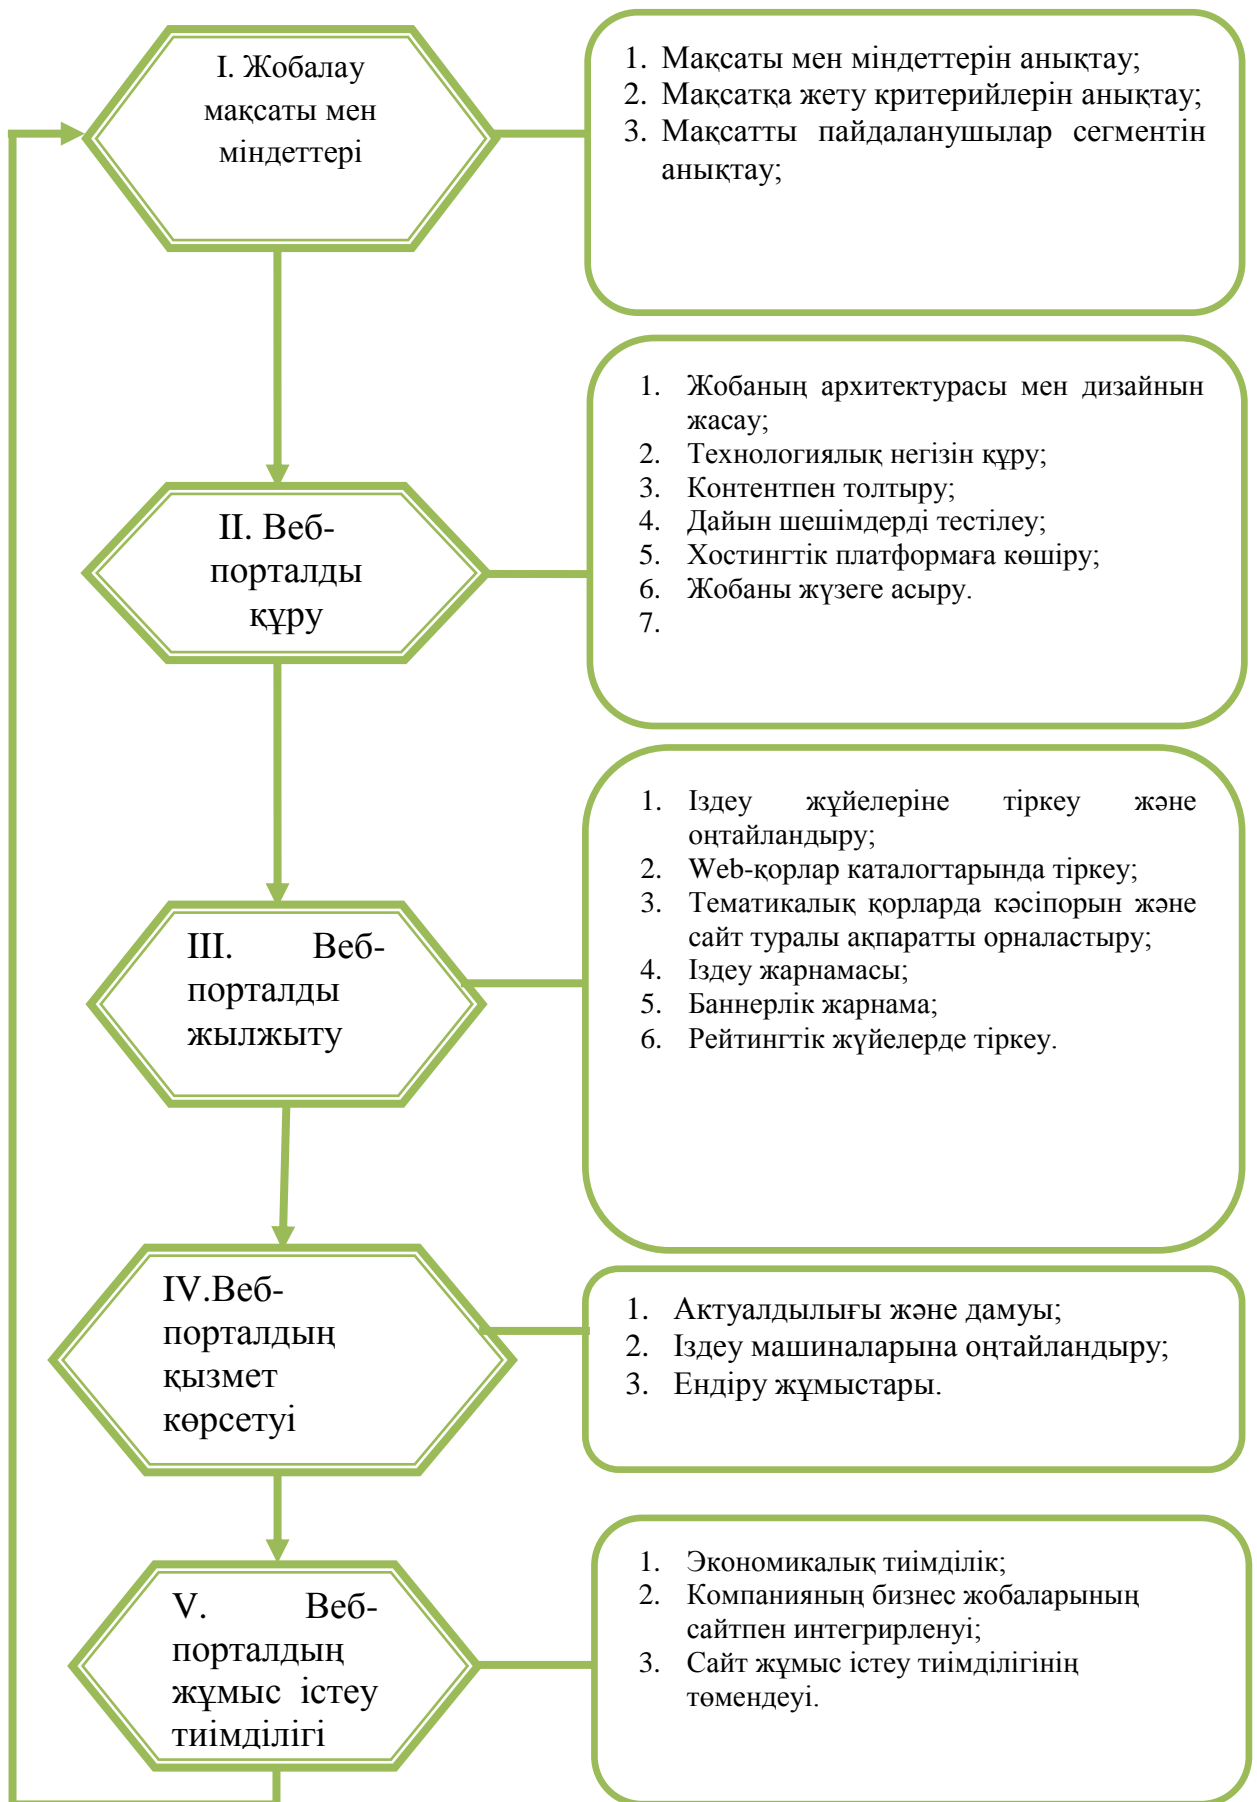 I. Жобалау
мақсаты мен
міндеттері
1. Мақсаты мен міндеттерін анықтау;
2. Мақсатқа жету критерийлерін анықтау;
3. Мақсатты пайдаланушылар сегментін
анықтау;
II. Веб-
порталды
құру
1. Жобаның архитектурасы мен дизайнын
жасау;
2. Технологиялық негізін құру;
3. Контентпен толтыру;
4. Дайын шешімдерді тестілеу;
5. Хостингтік платформаға көшіру;
6. Жобаны жүзеге асыру.
7.
III. Веб-
порталды
жылжыту
1. Іздеу жұйелеріне тіркеу және
оңтайландыру;
2. Web-қорлар каталогтарында тіркеу;
3. Тематикалық қорларда кәсіпорын және
сайт туралы ақпаратты орналастыру;
4. Іздеу жарнамасы;
5. Баннерлік жарнама;
6. Рейтингтік жүйелерде тіркеу.
IV.Веб-
порталдың
қызмет
көрсетуі
1. Актуалдылығы және дамуы;
2. Іздеу машиналарына оңтайландыру;
3. Ендіру жұмыстары.
V. Веб-
порталдың
жұмыс істеу
тиімділігі
1. Экономикалық тиімділік;
2. Компанияның бизнес жобаларының
сайтпен интегрирленуі;
3. Сайт жұмыс істеу тиімділігінің
төмендеуі.